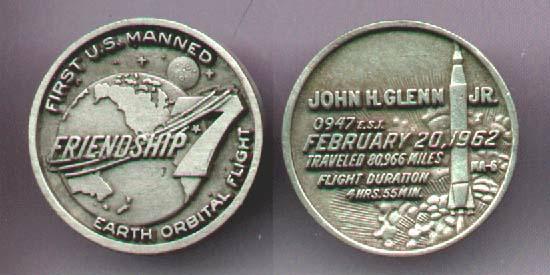 FIRST U.S. MANNED
FRIENDSHIP 7
EARTH ORBITAL FLIGHT
JOHN H. GLENN JR.
0947 E.S.T.
FEBRUARY 20, 1962
TRAVELED 80,966 MILES
MA-6
FLIGHT DURATION
4 HRS. 55 MIN.